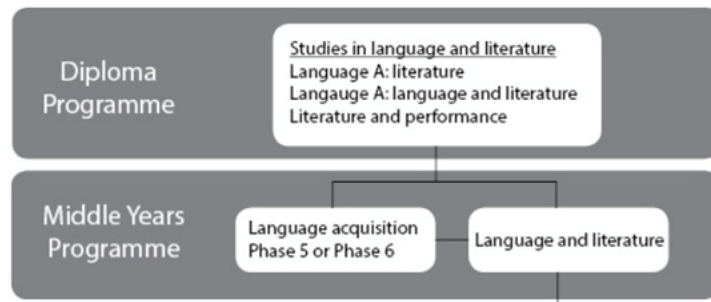 Diploma
Programme
Studies in language and literature
Language A: literature
Langauge A: language and literature
Literature and performance
Middle Years
Programme
Language acquisition
Phase 5 or Phase 6
Language and literature